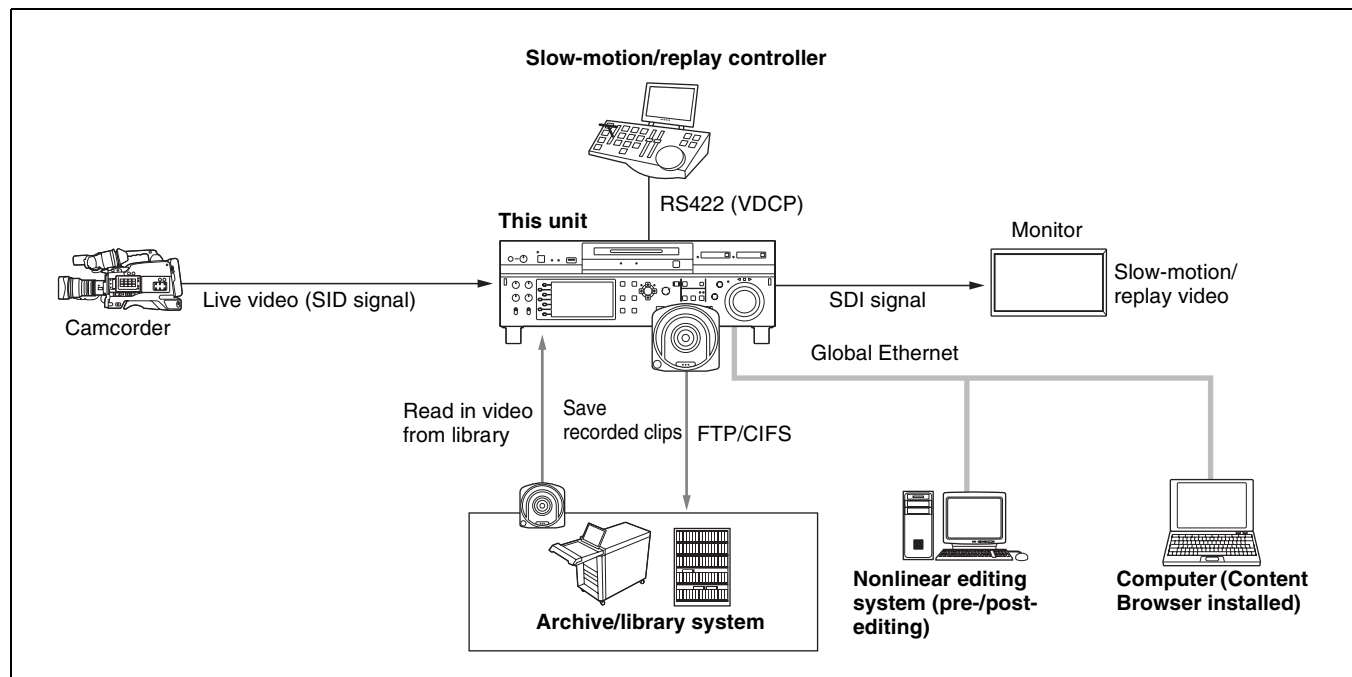 Slow-motion/replay controller
RS422 (VDCP)
This unit
Monitor
Live video (SID signal)
SDI signal
Slow-motion/
replay video
Camcorder
Global Ethernet
Read in video
from library
Save
recorded clips
FTP/CIFS
Archive/library system
Nonlinear editing
system (pre-/post-
editing)
Computer (Content
Browser installed)